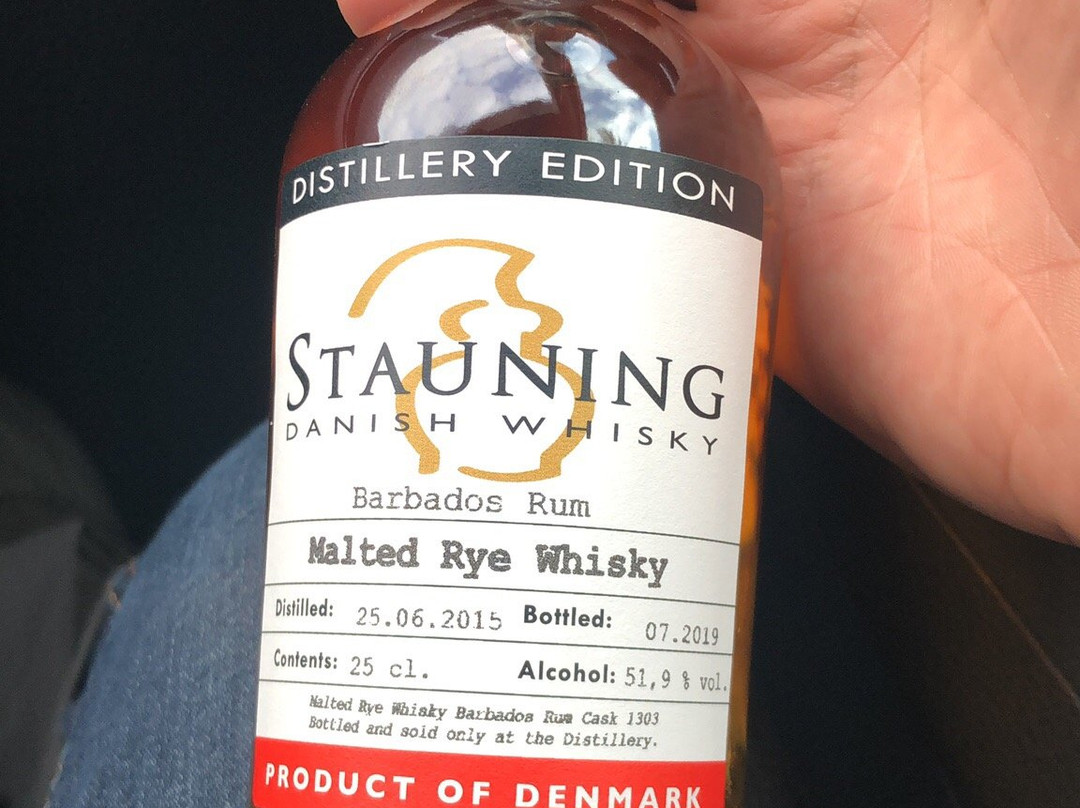 DISTILLERY EDITION
STAUNING
DANISH WHISKY
Barbados Rum
Malted Rye Whisky
Distilled: 25.06.2015 Bottled: 07.2019
Contents: 25 cl. Alcohol: 51,9 % vol.
Malted Rye Whisky Barbados Rum Cask 1303
Bottled and sold only at the Distillery.
PRODUCT OF DENMARK